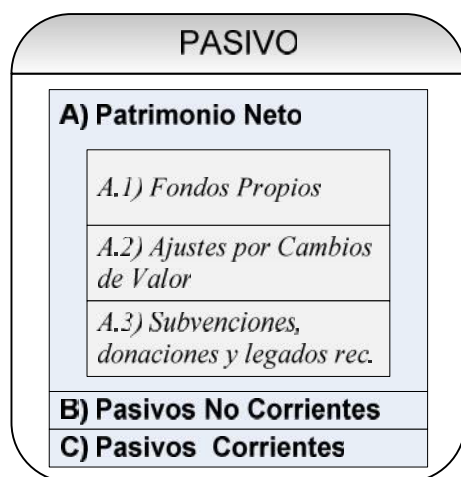 PASIVO
A) Patrimonio Neto
A.1) Fondos Propios
A.2) Ajustes por Cambios
de Valor
A.3) Subvenciones,
donaciones y legados rec.
B) Pasivos No Corrientes
C) Pasivos Corrientes